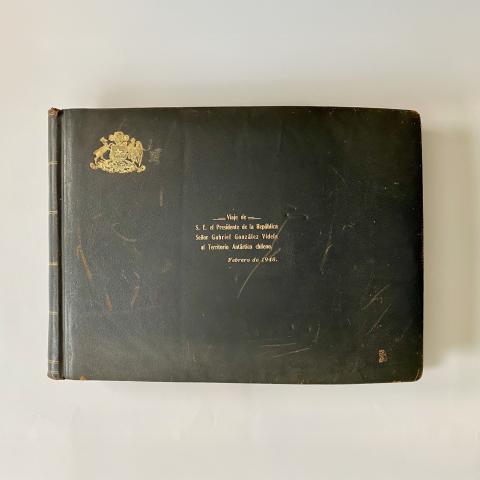 Viaje de
S. E. el Presidente de la República
Señor Gabriel González Videla
al Territorio Antártico chileno.
Febrero de 1948.